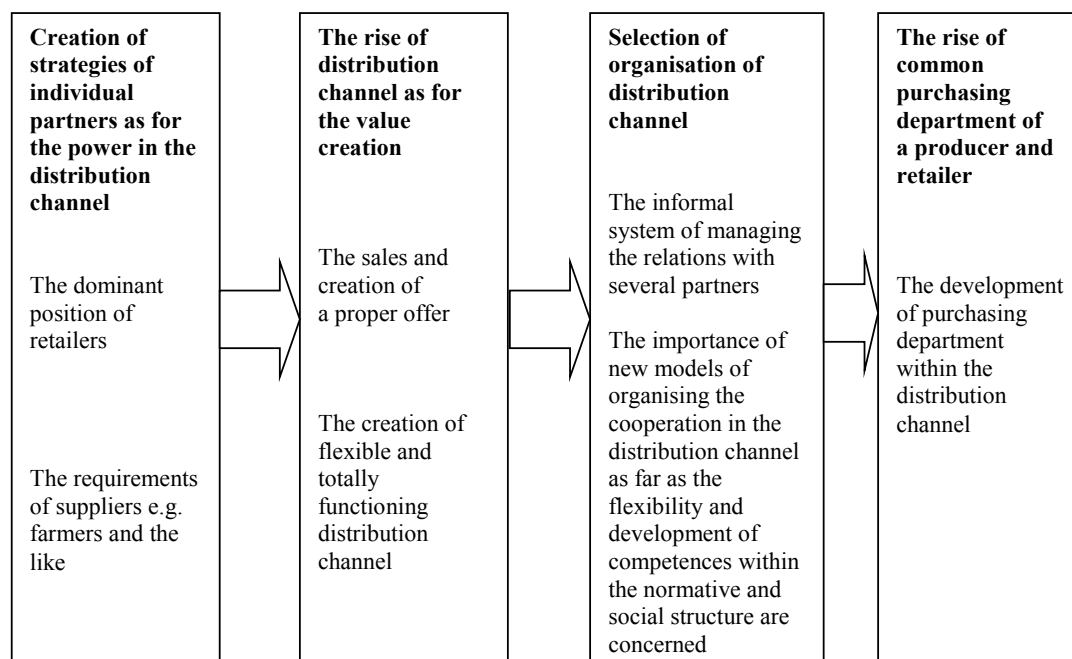 Creation of
strategies of
individual
partners as for
the power in the
distribution
channel
The dominant
position of
retailers
The requirements
of suppliers e.g.
farmers and the
like
The rise of
distribution
channel as for
the value
creation
The sales and
creation of
a proper offer
The creation of
flexible and
totally
functioning
distribution
channel
Selection of
organisation of
distribution
channel
The informal
system of managing
the relations with
several partners
The importance of
new models of
organising the
cooperation in the
distribution channel
as far as the
flexibility and
development of
competences within
the normative and
social structure are
concerned
The rise of
common
purchasing
department of
a producer and
retailer
The development
of purchasing
department
within the
distribution
channel